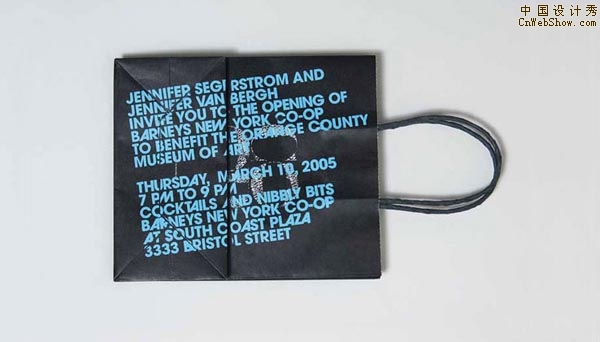 中国设计秀
CnWebShow.com
JENNIFER SEGERSTROM AND
JENNIFER VAN BERGH
INVITE YOU TO THE OPENING OF
BARNEYS NEW YORK CO-OP
TO BENEFIT THE ORANGE COUNTY
MUSEUM OF ART
THURSDAY, MARCH 10, 2005
7 PM TO 9 PM
COCKTAILS AND NIBBLY BITS
BARNEYS NEW YORK CO-OP
AT SOUTH COAST PLAZA
3333 BRISTOL STREET